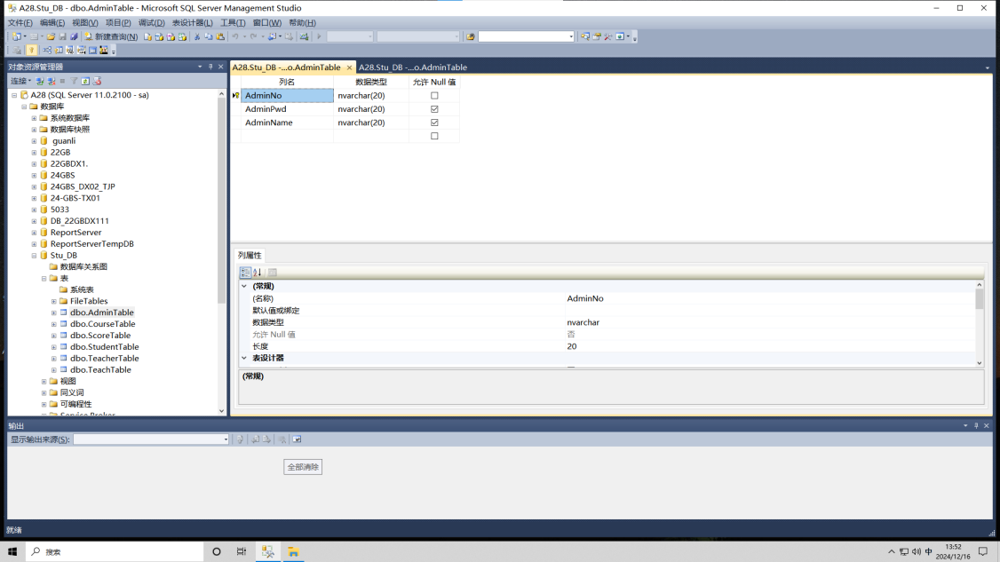 A28.Stu_DB - dbo.AdminTable - Microsoft SQL Server Management Studio
文件(F) 编辑(E) 视图(V) 项目(P) 调试(D) 表设计器(L) 工具(T) 窗口(W) 帮助(H)
新建查询(N)
对象资源管理器
连接
A28 (SQL Server 11.0.2100 - sa)
数据库
系统数据库
数据库快照
guanli
22GB
22GBDX1.
24GBS
24GBS_DX02_TJP
24-GBS-TX01
5033
DB_22GBDX111
ReportServer
ReportServerTempDB
Stu_DB
数据库关系图
表
系统表
FileTables
dbo.AdminTable
dbo.CourseTable
dbo.ScoreTable
dbo.StudentTable
dbo.TeacherTable
dbo.TeachTable
视图
同义词
可编程性
Service Broker
A28.Stu_DB -...o.AdminTable A28.Stu_DB -...o.AdminTable
列名 数据类型 允许 Null 值
AdminNo nvarchar(20)
AdminPwd nvarchar(20)
AdminName nvarchar(20)
列属性
(常规)
(名称) AdminNo
默认值或绑定
数据类型 nvarchar
允许 Null 值 否
长度 20
表设计器
(常规)
输出
显示输出来源(S):
全部清除
就绪
搜索
中
13:52
2024/12/16